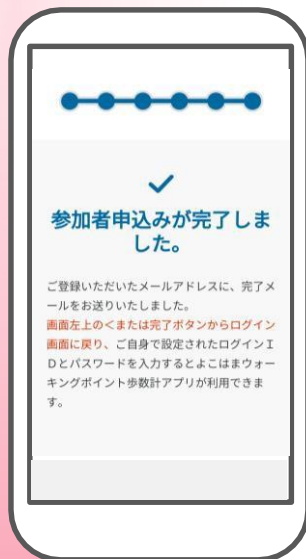 参加者申込みが完了しま
した。
ご登録いただいたメールアドレスに、完了メ
ールをお送りいたしました。
画面左上の<または完了ボタンからログイン
画面に戻り、ご自身で設定されたログインＩ
Ｄとパスワードを入力するとよこはまウォー
キングポイント歩数計アプリが利用できま
す。